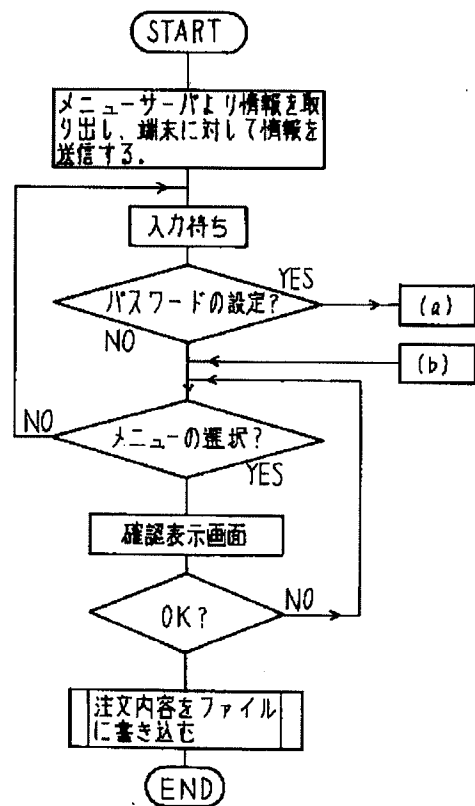 START
メニューサーバより情報を取
り出し、端末に対して情報を
送信する.
入力待ち
YES
パスワードの設定?
(a)
NO
(b)
NO
メニューの選択?
YES
確認表示画面
OK?
NO
注文内容をファイル
に書き込む
END